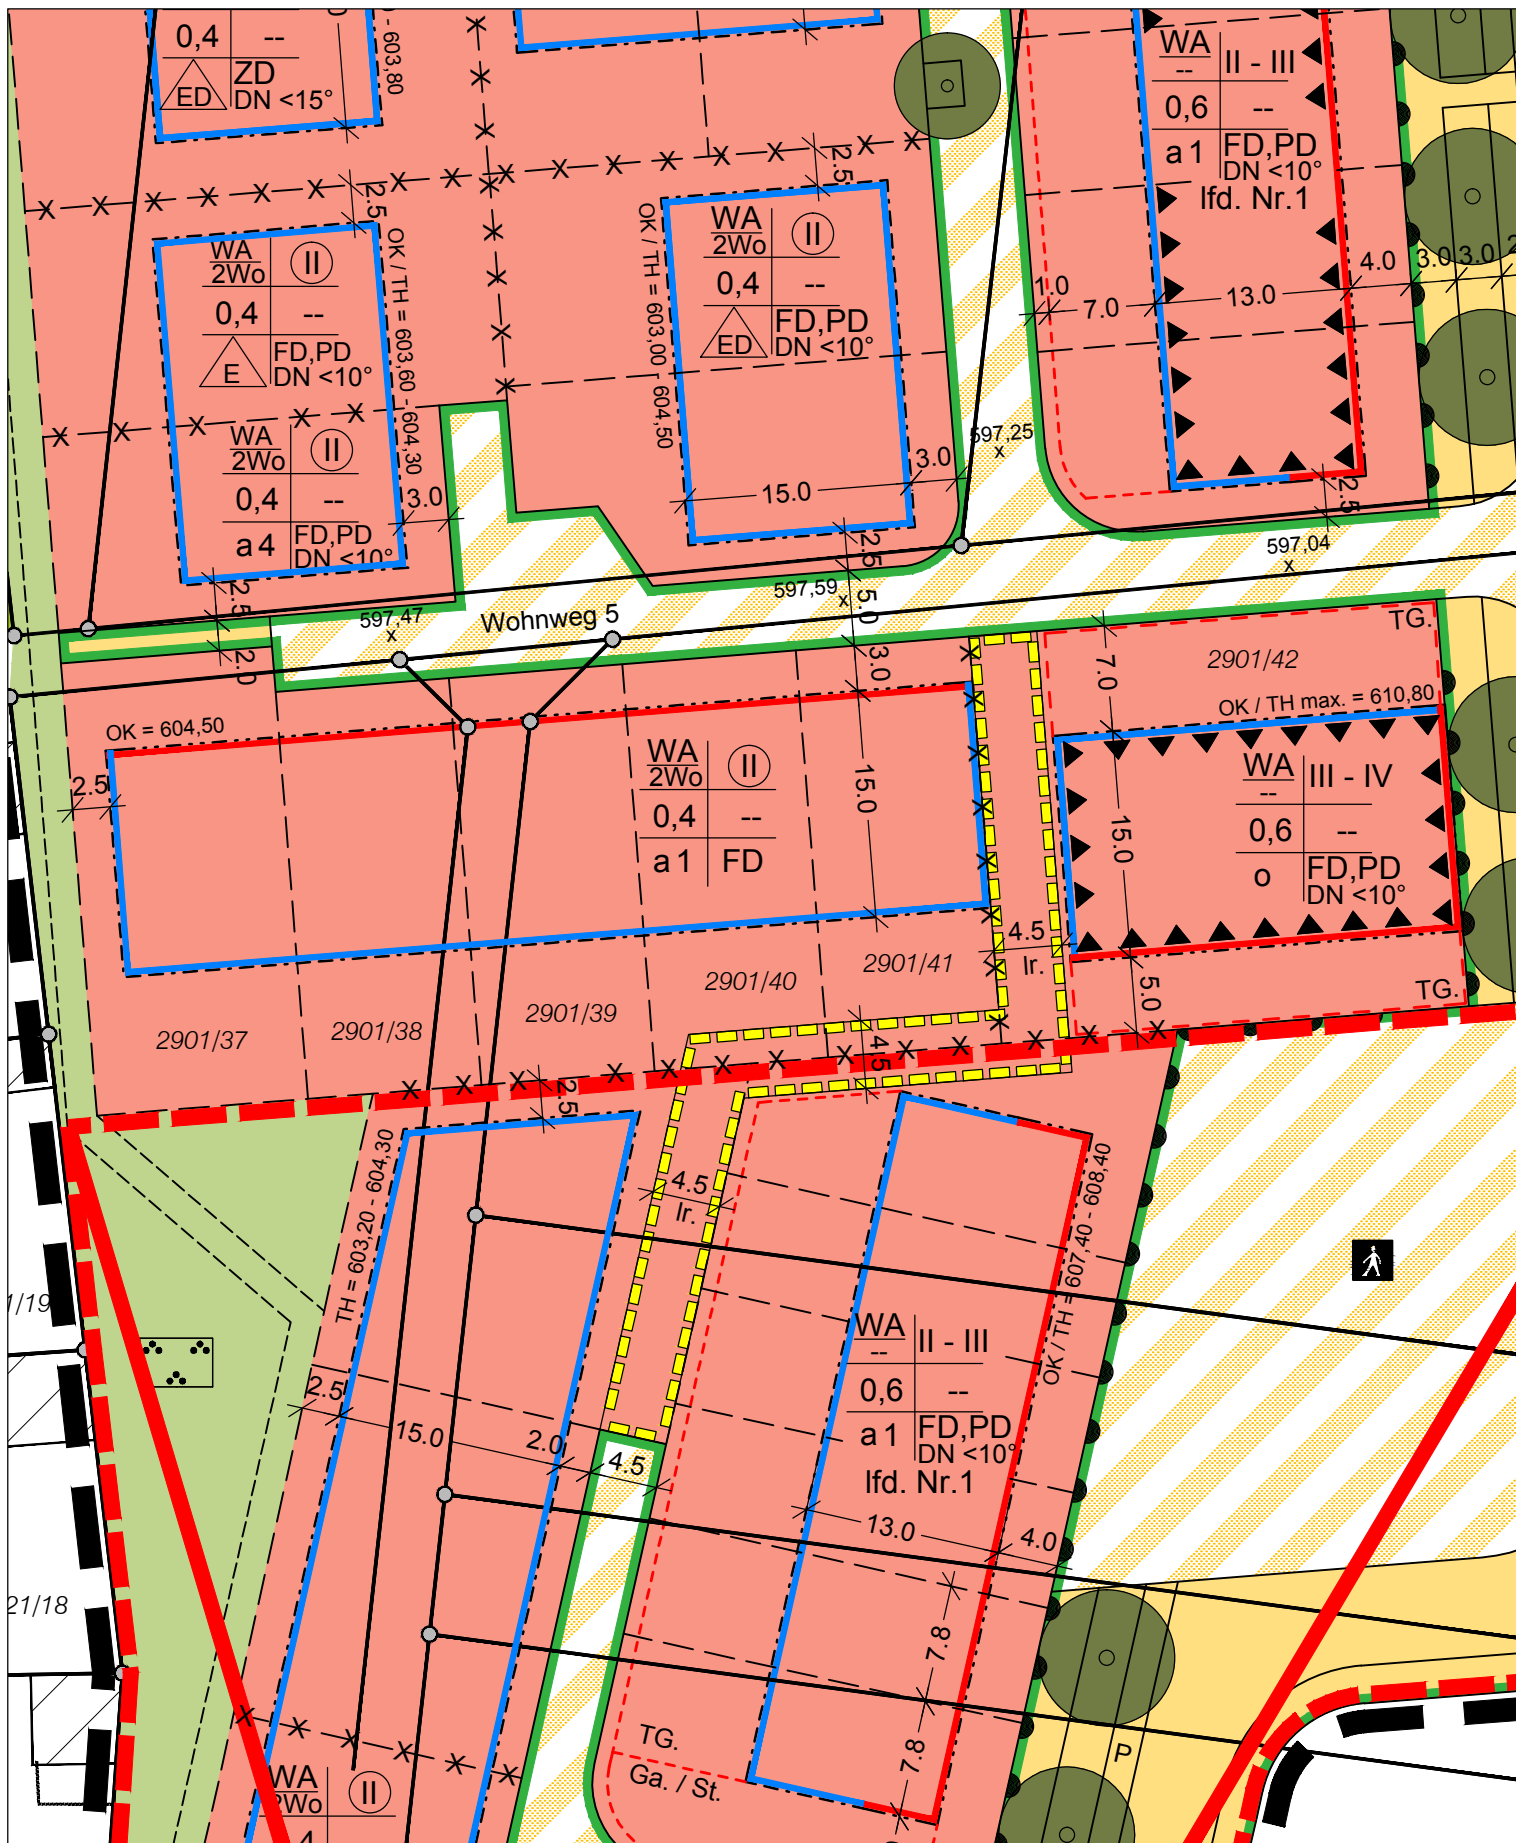 0,4 --
ED ZD
DN <15°
- 603,80
WA II - III
--
0,6 --
a 1 FD,PD
DN <10°
lfd. Nr.1
2.5
2.5
WA II
2Wo
0,4 --
E FD,PD
DN <10°
OK / TH = 603,60 - 604,30
OK / TH = 603,00 - 604,50
WA II
2Wo
0,4 --
ED FD,PD
DN <10°
1.0
7.0
13.0
4.0
3.0
3.0
WA II
2Wo
0,4 --
a 4 FD,PD
DN <10°
3.0
15.0
3.0
597,25
x
2.5
2.5
2.5
5.0
597,04
x
597,59
x
597,47
x
Wohnweg 5
2.0
3.0
TG.
7.0
2901/42
OK / TH max. = 610,80
OK = 604,50
2.5
WA II
2Wo
0,4 --
a 1 FD
15.0
15.0
WA III - IV
--
0,6 --
o FD,PD
DN <10°
4.5
lr.
5.0
TG.
2901/37
2901/38
2901/39
2901/40
2901/41
4.5
2.5
TH = 603,20 - 604,30
4.5
lr.
OK / TH = 607,40 - 608,40
1/19
WA II - III
--
0,6 --
a 1 FD,PD
DN <10°
lfd. Nr.1
2.5
15.0
2.0
4.5
13.0
4.0
21/18
7.8
7.8
TG.
Ga. / St.
P
WA II
2Wo